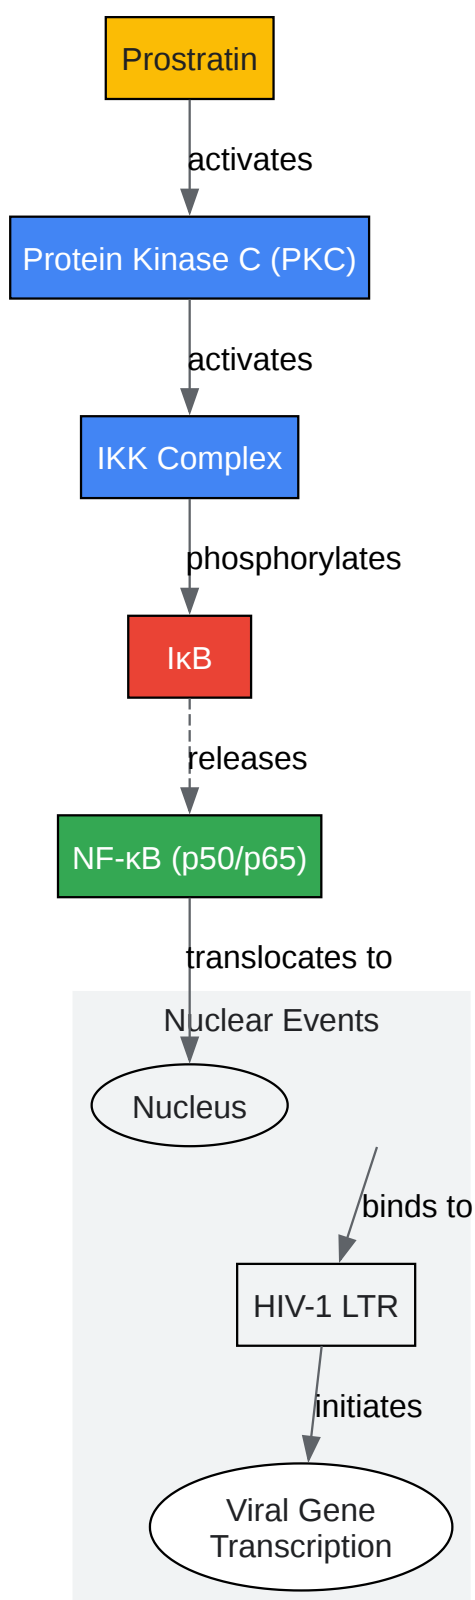 Prostratin
activates
Protein Kinase C (PKC)
activates
IKK Complex
phosphorylates
IκB
releases
NF-κB (p50/p65)
translocates to
Nuclear Events
Nucleus
binds to
HIV-1 LTR
initiates
Viral Gene
Transcription